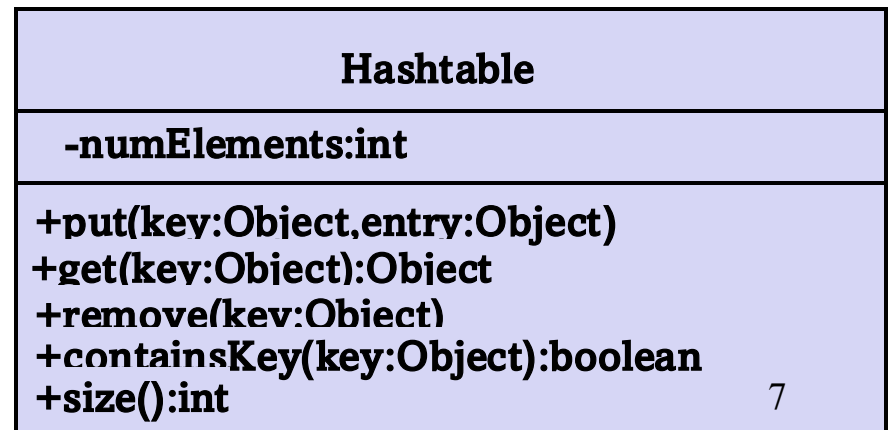 Hashtable
-numElements:int
+put(key:Object,entry:Object)
+get(key:Object):Object
+remove(key:Object)
+containsKey(key:Object):boolean
+size():int 7